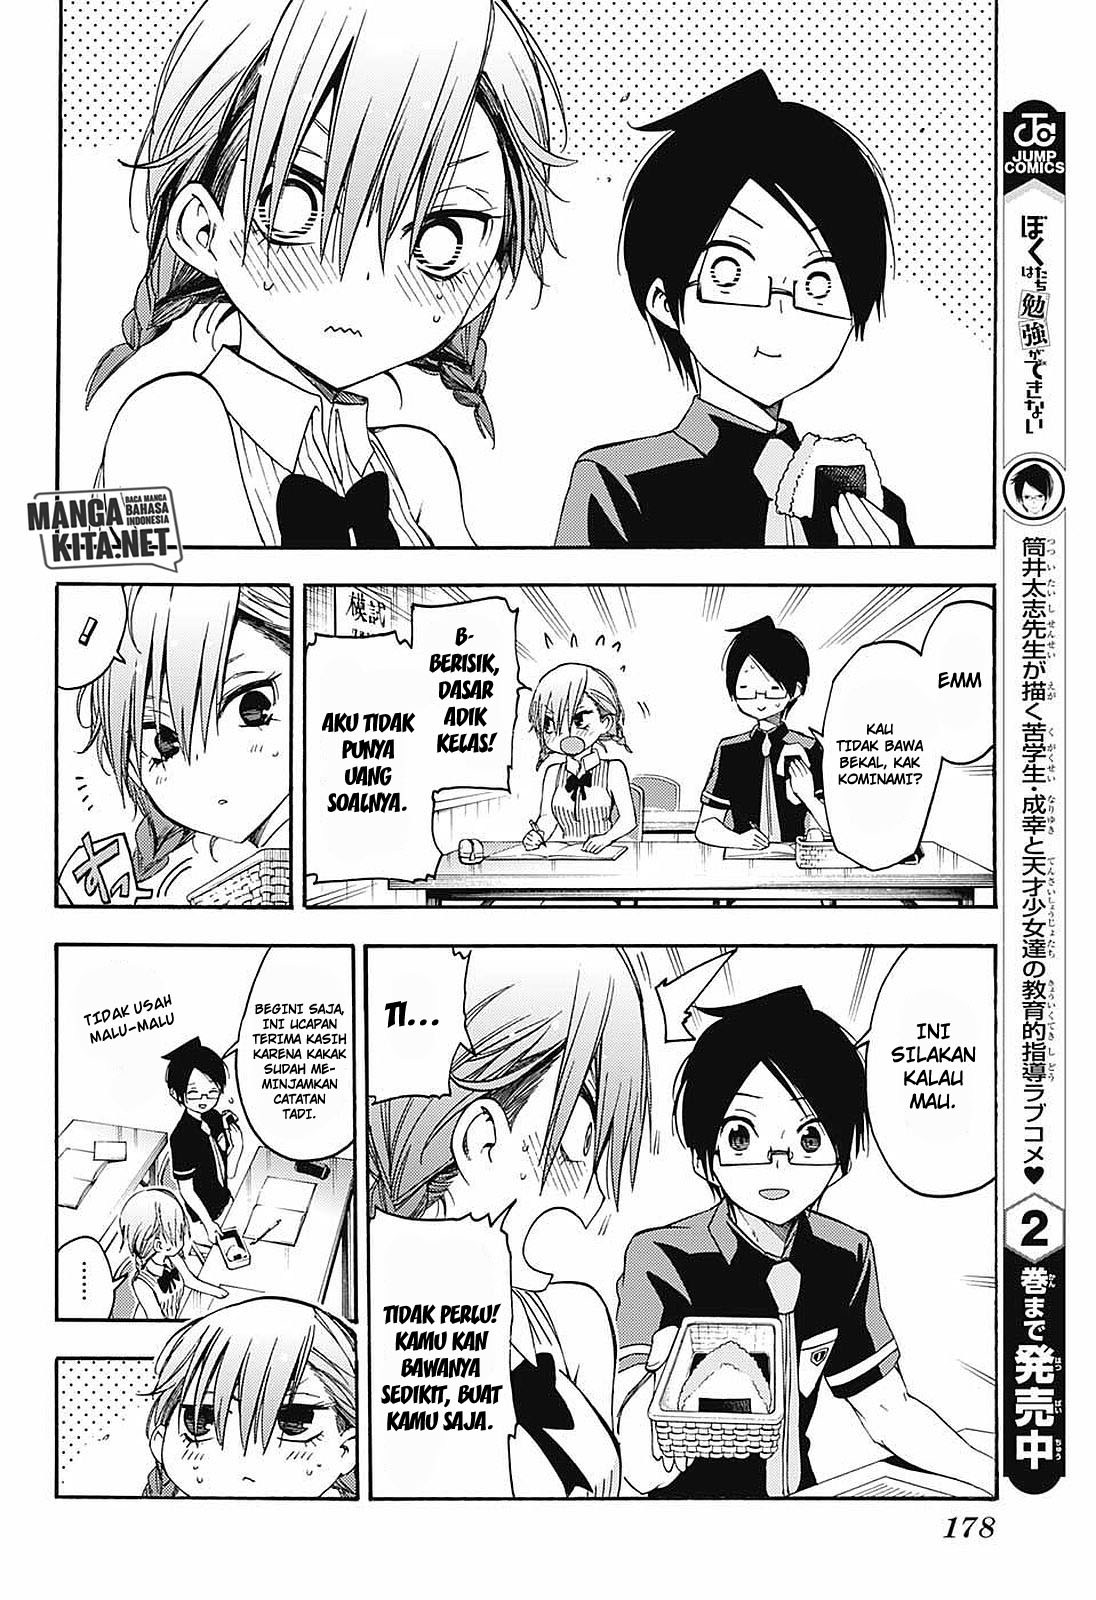 JC
JUMP
COMICS
ぼくたちは勉強ができない
筒井太志先生が描く苦学生・成幸と天才少女達の教育的指導ラブコメ♥
2
巻まで発売中
MANGA
KITA.NET
BACA MANGA
BAHASA
INDONESIA
模試
EMM
KAU
TIDAK BAWA
BEKAL, KAK
KOMINAMI?
B-
BERISIK,
DASAR
ADIK
KELAS!
AKU TIDAK
PUNYA
UANG
SOALNYA.
!
INI
SILAKAN
KALAU
MAU.
TI...
TIDAK PERLU!
KAMU KAN
BAWANYA
SEDIKIT, BUAT
KAMU SAJA.
BEGINI SAJA,
INI UCAPAN
TERIMA KASIH
KARENA KAKAK
SUDAH ME-
MINJAMKAN
CATATAN
TADI.
TIDAK USAH
MALU-MALU
........
178